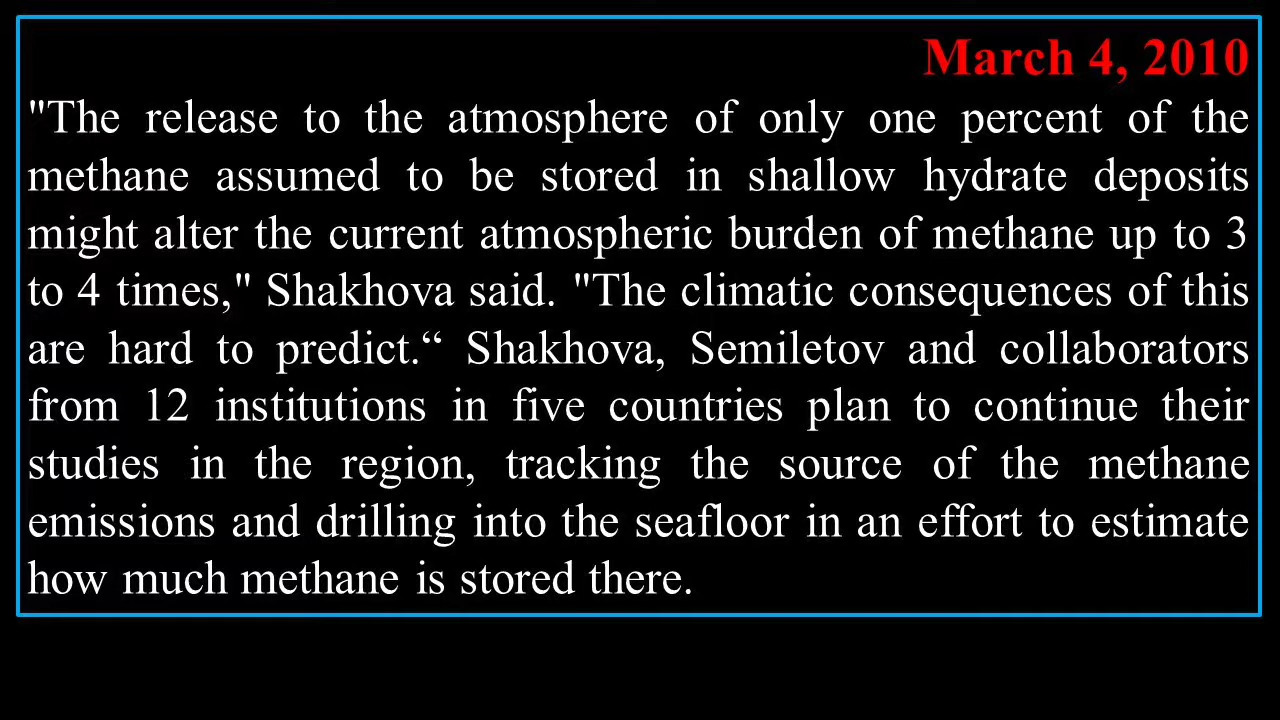 March 4, 2010
"The release to the atmosphere of only one percent of the
methane assumed to be stored in shallow hydrate deposits
might alter the current atmospheric burden of methane up to 3
to 4 times," Shakhova said. "The climatic consequences of this
are hard to predict.“ Shakhova, Semiletov and collaborators
from 12 institutions in five countries plan to continue their
studies in the region, tracking the source of the methane
emissions and drilling into the seafloor in an effort to estimate
how much methane is stored there.